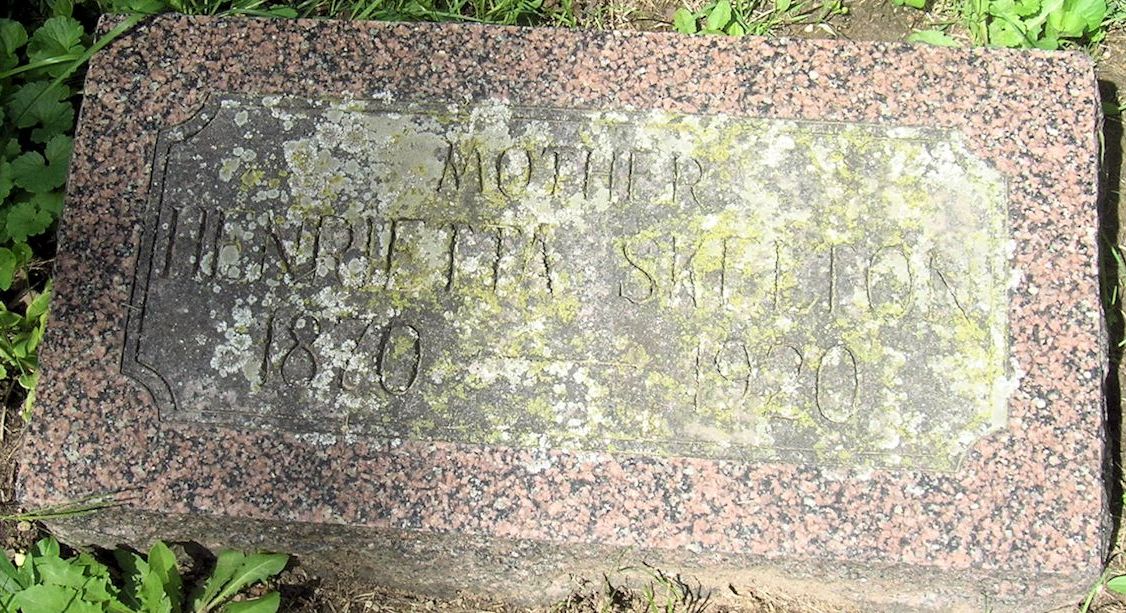 MOTHER
HENRIETTA SKELTON
1870 — 1920